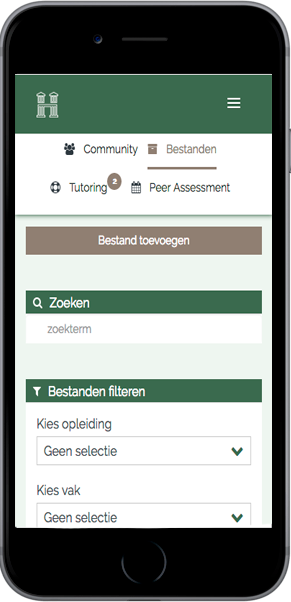 Community Bestanden
Tutoring 2 Peer Assessment
Bestand toevoegen
Zoeken
zoekterm
Bestanden filteren
Kies opleiding
Geen selectie
Kies vak
Geen selectie